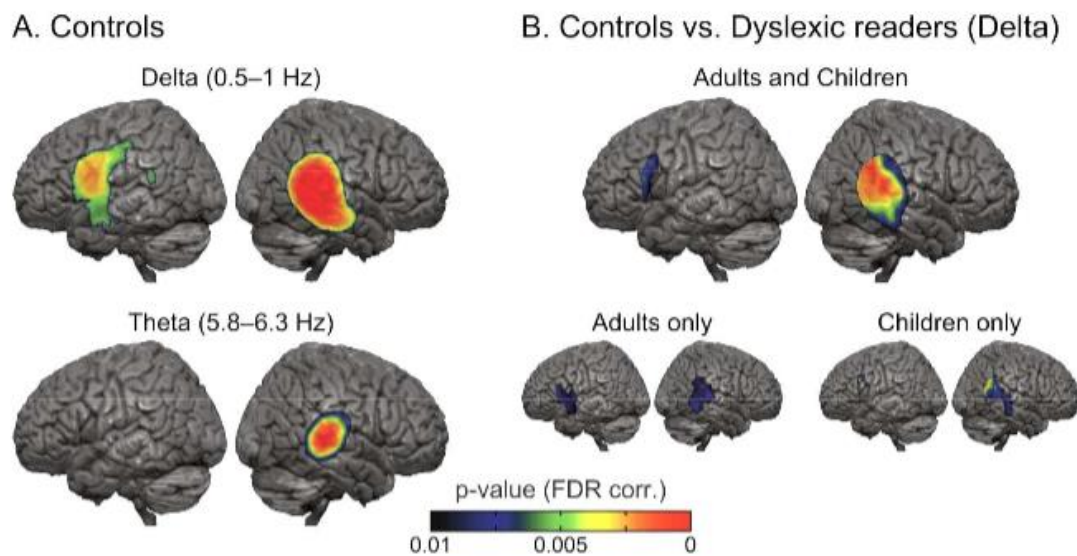 A. Controls
B. Controls vs. Dyslexic readers (Delta)
Delta (0.5–1 Hz)
Adults and Children
Theta (5.8–6.3 Hz)
Adults only
Children only
p-value (FDR corr.)
0.01
0.005
0